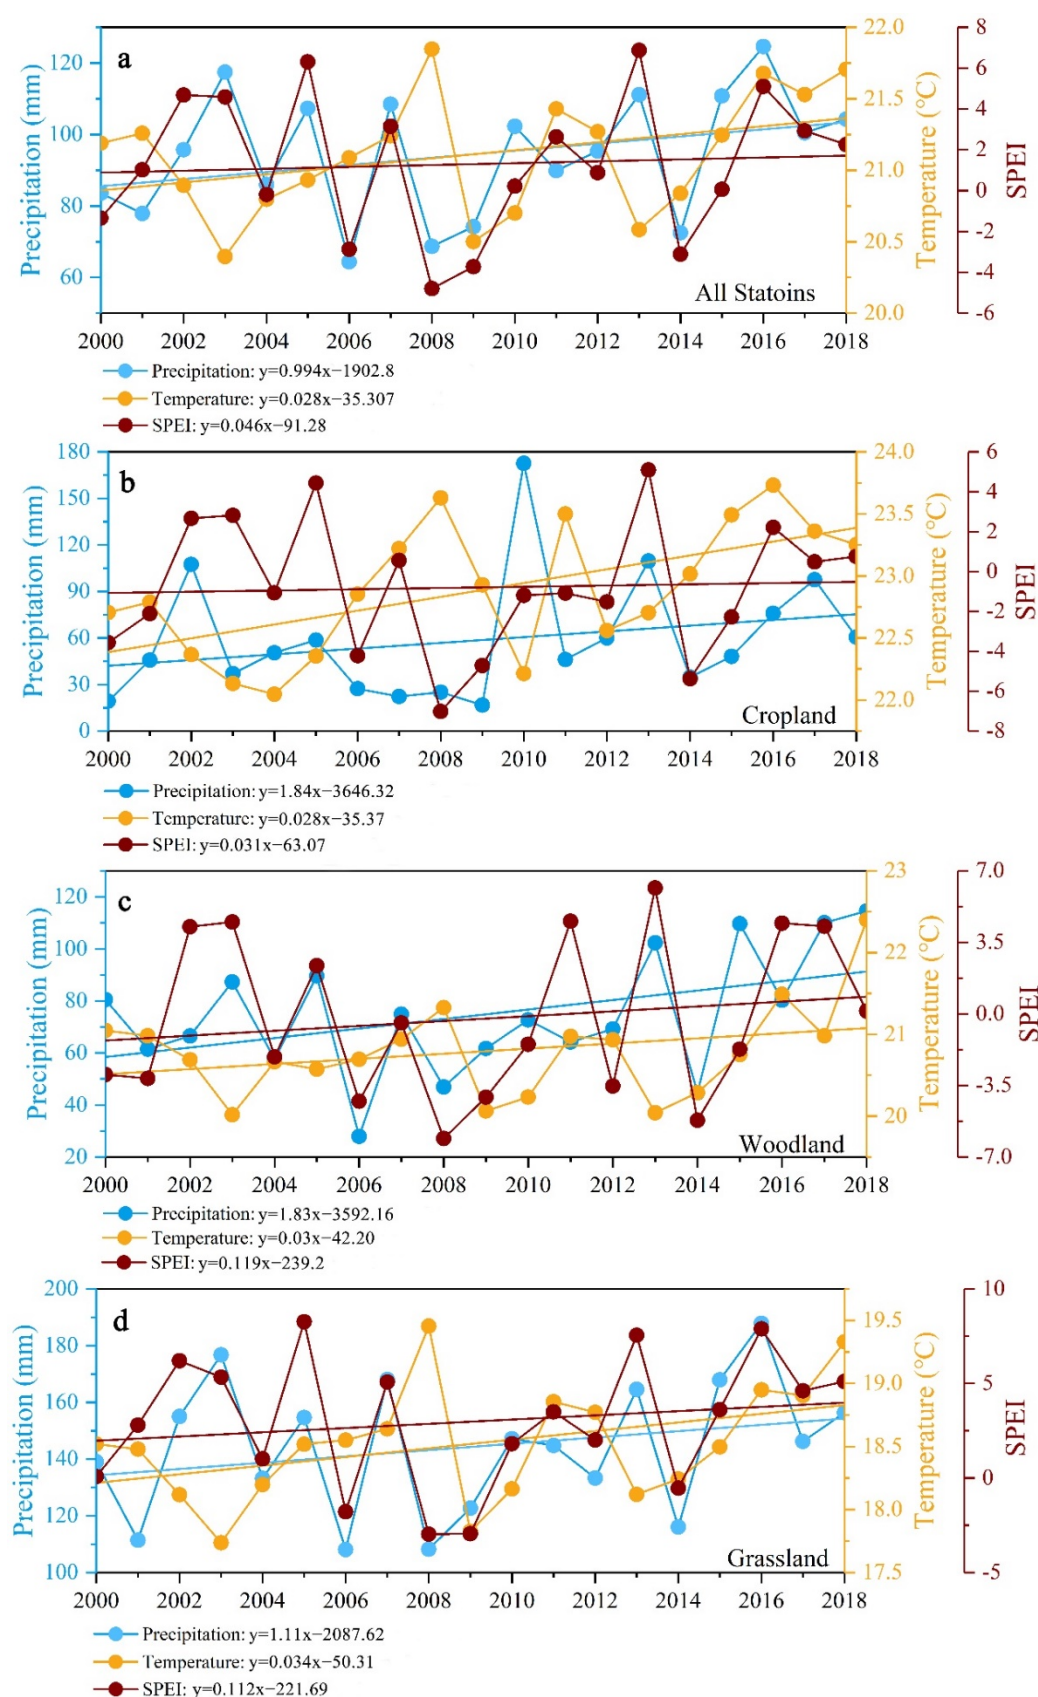 a
Precipitation (mm)
120
100
80
60
22.0
21.5
21.0
20.5
20.0
Temperature (°C)
8
6
4
2
0
-2
-4
-6
SPEI
All Statoins
2000 2002 2004 2006 2008 2010 2012 2014 2016 2018
Precipitation: y=0.994x−1902.8
Temperature: y=0.028x−35.307
SPEI: y=0.046x−91.28
b
Precipitation (mm)
180
150
120
90
60
30
0
24.0
23.5
23.0
22.5
22.0
Temperature (°C)
6
4
2
0
-2
-4
-6
-8
SPEI
Cropland
2000 2002 2004 2006 2008 2010 2012 2014 2016 2018
Precipitation: y=1.84x−3646.32
Temperature: y=0.028x−35.37
SPEI: y=0.031x−63.07
c
Precipitation (mm)
120
100
80
60
40
20
23
22
21
20
Temperature (°C)
7.0
3.5
0.0
-3.5
-7.0
SPEI
Woodland
2000 2002 2004 2006 2008 2010 2012 2014 2016 2018
Precipitation: y=1.83x−3592.16
Temperature: y=0.03x−42.20
SPEI: y=0.119x−239.2
d
Precipitation (mm)
200
180
160
140
120
100
19.5
19.0
18.5
18.0
17.5
Temperature (°C)
10
5
0
-5
SPEI
Grassland
2000 2002 2004 2006 2008 2010 2012 2014 2016 2018
Precipitation: y=1.11x−2087.62
Temperature: y=0.034x−50.31
SPEI: y=0.112x−221.69